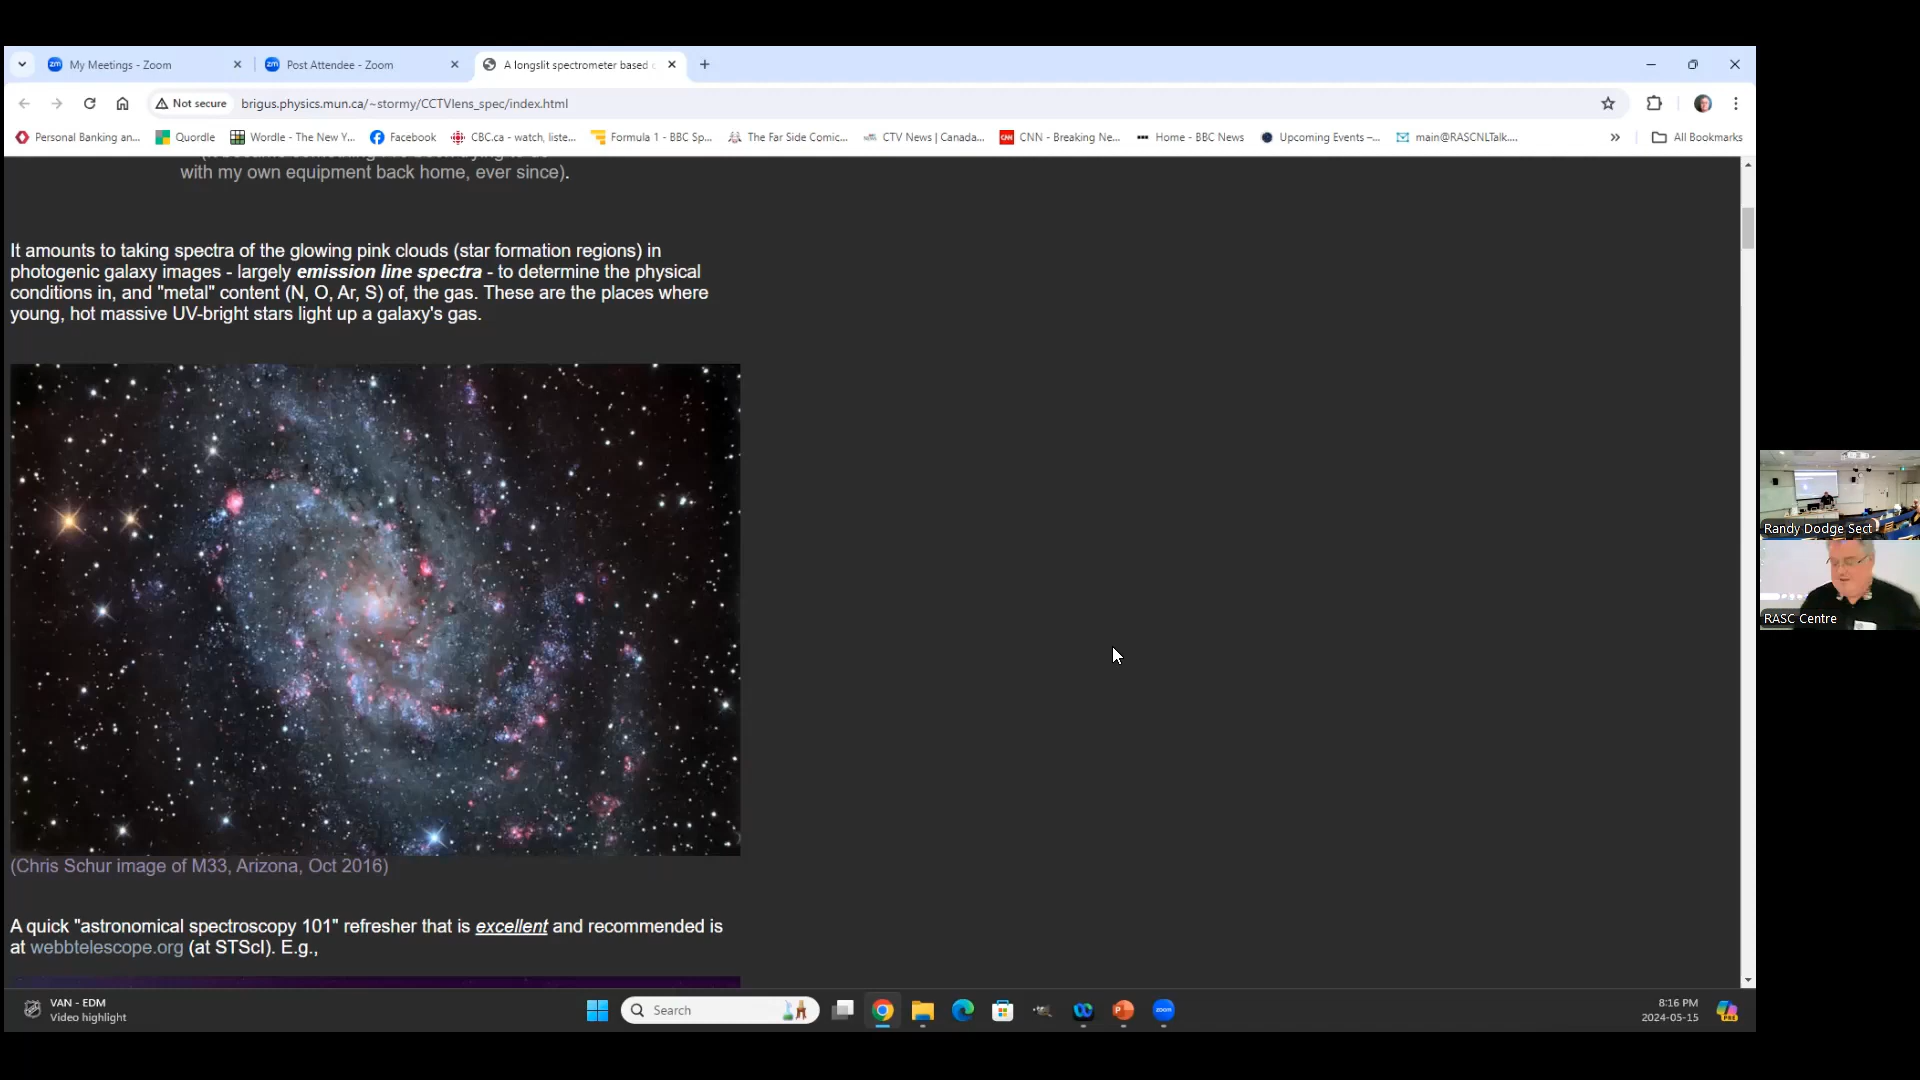 My Meetings - Zoom
Post Attendee - Zoom
A longslit spectrometer based
Not secure
brigus.physics.mun.ca/~stormy/CCTVlens_spec/index.html
Personal Banking an...
Quordle
Wordle - The New Y...
Facebook
CBC.ca - watch, liste...
Formula 1 - BBC Sp...
The Far Side Comic...
CTV News | Canada...
CNN - Breaking Ne...
Home - BBC News
Upcoming Events –...
main@RASCNLTalk....
»
All Bookmarks
with my own equipment back home, ever since).
It amounts to taking spectra of the glowing pink clouds (star formation regions) in
photogenic galaxy images - largely emission line spectra - to determine the physical
conditions in, and "metal" content (N, O, Ar, S) of, the gas. These are the places where
young, hot massive UV-bright stars light up a galaxy's gas.
(Chris Schur image of M33, Arizona, Oct 2016)
A quick "astronomical spectroscopy 101" refresher that is excellent and recommended is
at webbtelescope.org (at STScI). E.g.,
Randy Dodge Sect
RASC Centre
VAN - EDM
Video highlight
Search
8:16 PM
2024-05-15